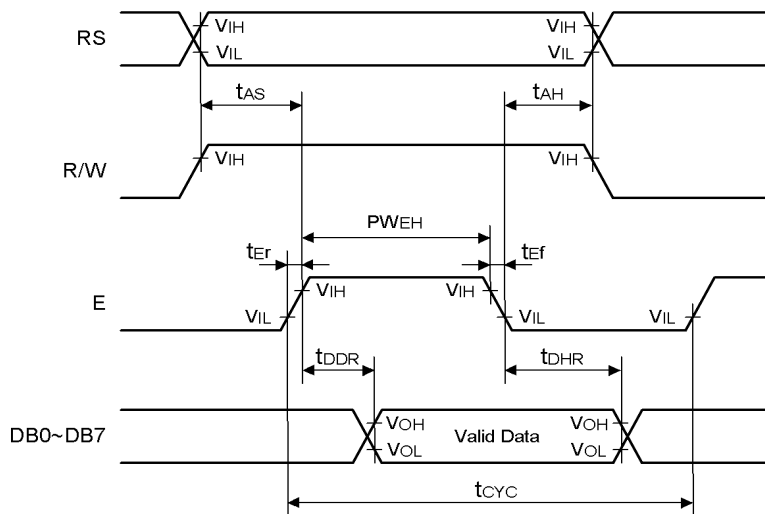 RS
VIH
VIH
VIL
VIL
tAS
tAH
R/W
VIH
VIH
PWEH
tEr
tEf
E
VIH
VIH
VIL
VIL
VIL
tDDR
tDHR
DB0~DB7
VOH
VOH
Valid Data
VOL
VOL
tCYC